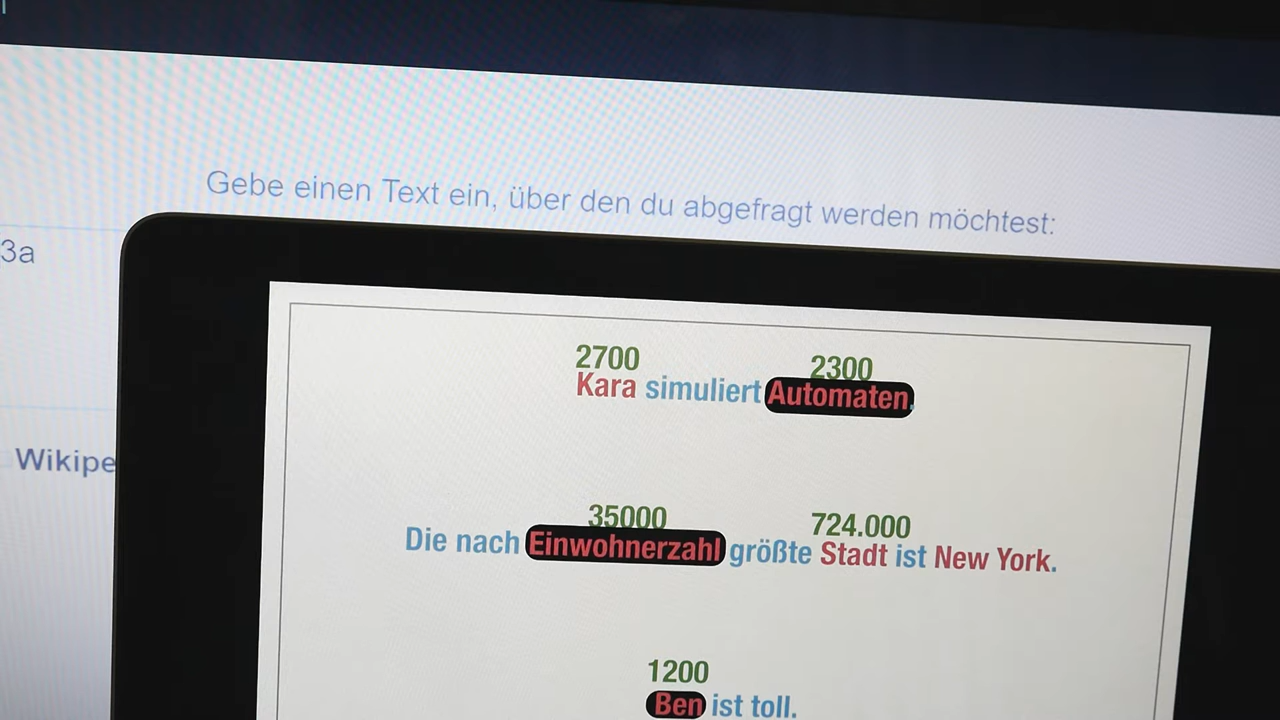 Gebe einen Text ein, über den du abgefragt werden möchtest:
3a
Wikipe
2700 2300
Kara simuliert Automaten.
35000 724.000
Die nach Einwohnerzahl größte Stadt ist New York.
1200
Ben ist toll.